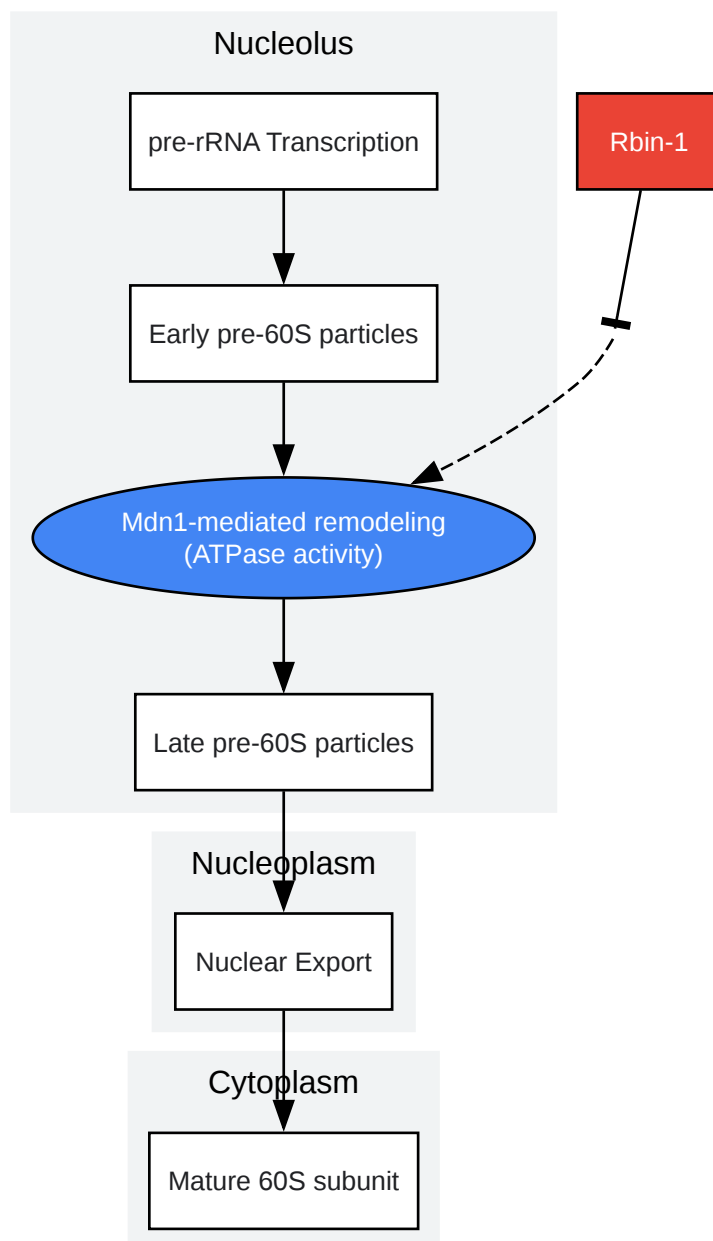 Nucleolus
pre-rRNA Transcription
Rbin-1
Early pre-60S particles
Mdn1-mediated remodeling
(ATPase activity)
Late pre-60S particles
Nucleoplasm
Nuclear Export
Cytoplasm
Mature 60S subunit